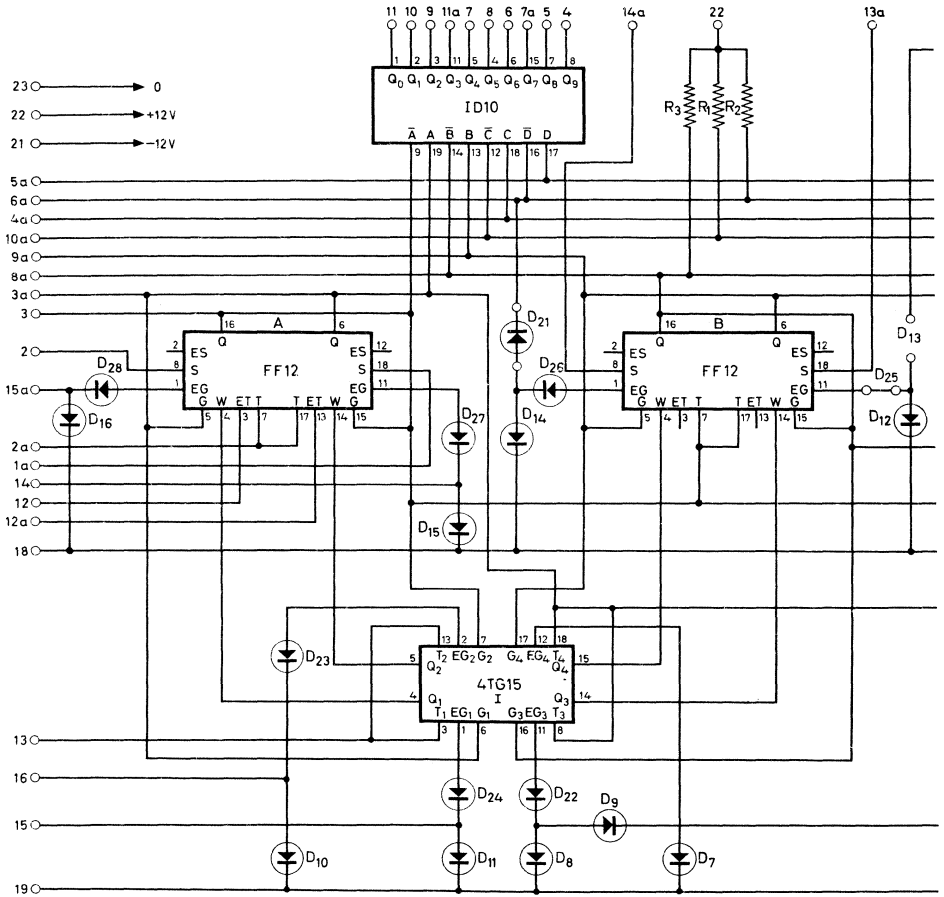 11 10 9 11a 7 8 6 7a 5 4 14a 22 13a
1 2 3 11 5 4 6 15 7 8
Q0 Q1 Q2 Q3 Q4 Q5 Q6 Q7 Q8 Q9
ID10
A̅ A B̅ B C̅ C D̅ D
9 19 14 13 12 18 16 17
R3 R1 R2
23 0
22 +12V
21 -12V
5a
6a
4a
10a
9a
8a
3a
3
2
15a
2a
1a
14
12
12a
18
16 A 6
Q Q
2 ES ES 12
8 S FF12 S 18
1 EG EG 11
G W ET T T ET W G
5 4 3 7 17 13 14 15
D28
D16
D27
D15
D21
D26
D14
16 B 6
Q Q
2 ES ES 12
8 S FF12 S 18
1 EG EG 11
G W ET T T ET W G
5 4 3 7 17 13 14 15
D13
D25
D12
13 2 7 17 12 18
T2 EG2 G2 G4 EG4 T4
5 Q2 Q4 15
4TG15
4 Q1 I Q3 14
T1 EG1 G1 G3 EG3 T3
3 1 6 16 11 8
D23
13
16
15
19
D24
D22
D9
D10
D11
D8
D7